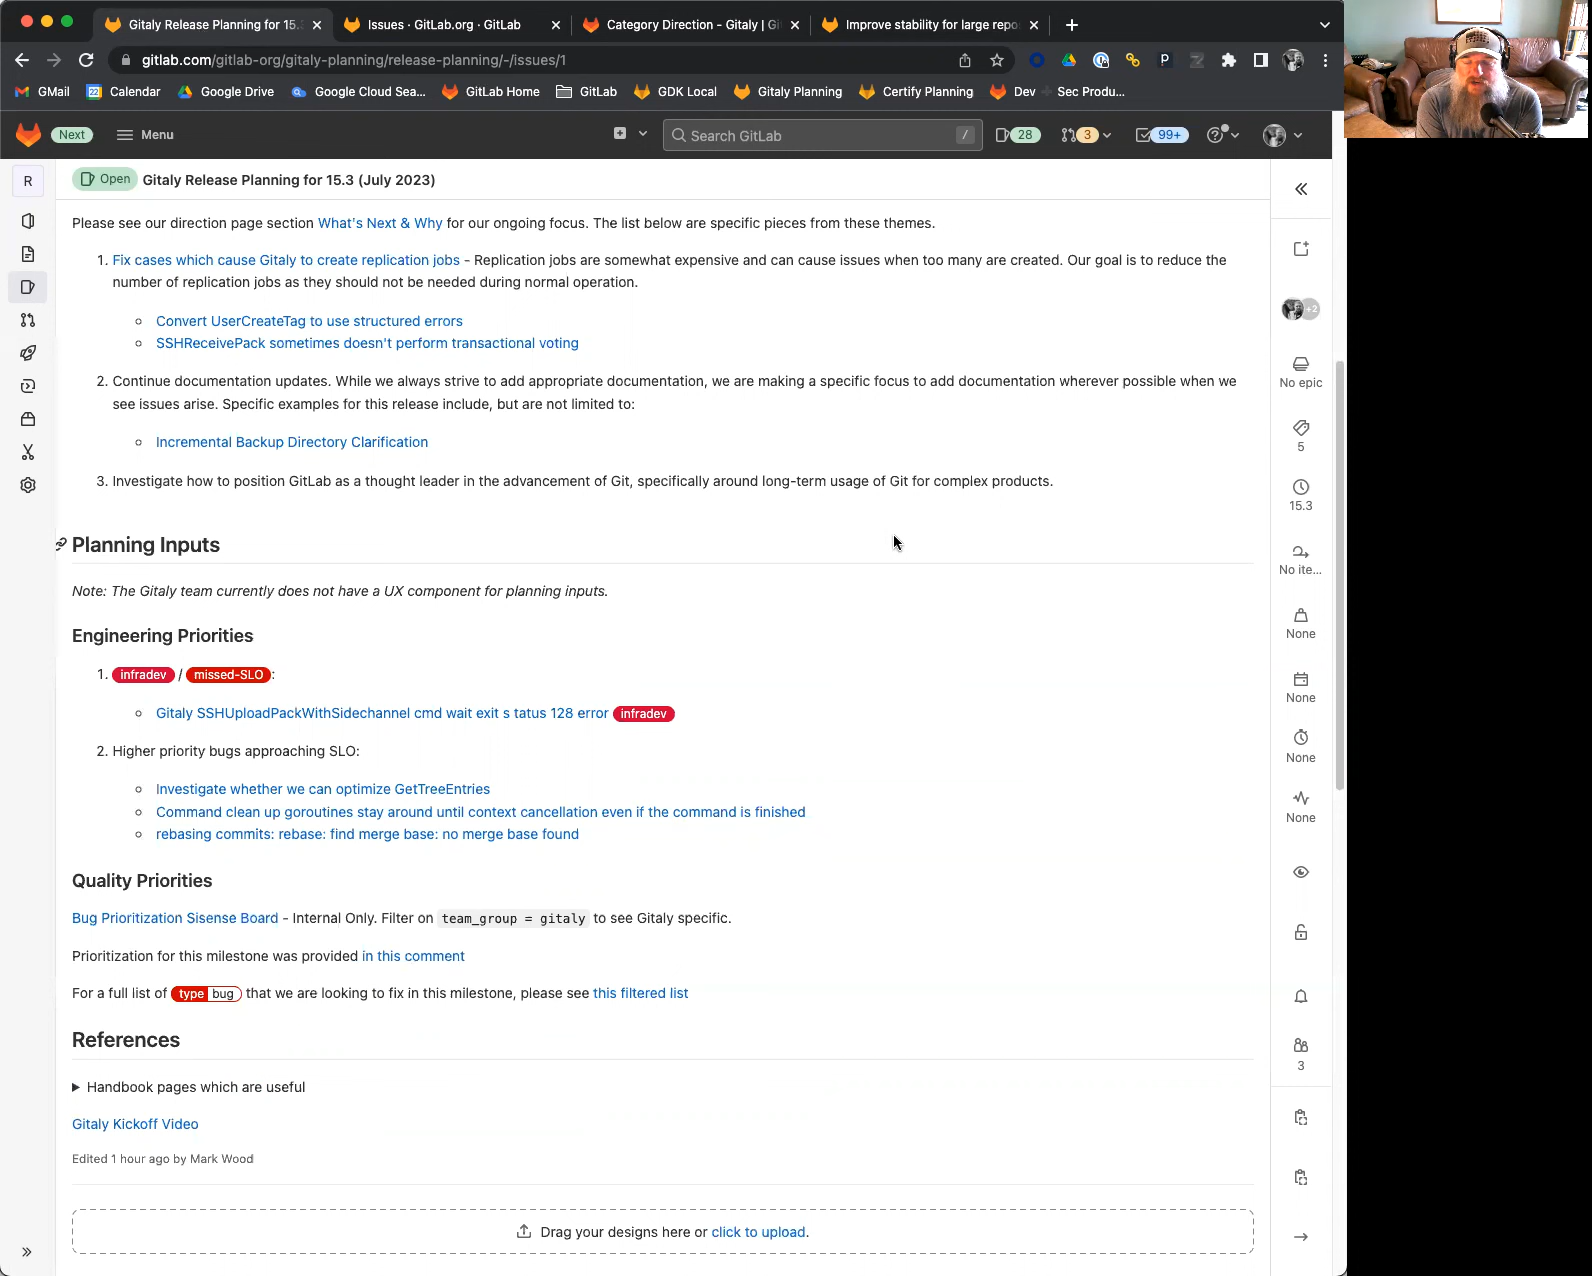 Gitaly Release Planning for 15.
Issues · GitLab.org · GitLab
Category Direction - Gitaly | Gi
Improve stability for large repo
gitlab.com/gitlab-org/gitaly-planning/release-planning/-/issues/1
GMail
Calendar
Google Drive
Google Cloud Sea...
GitLab Home
GitLab
GDK Local
Gitaly Planning
Certify Planning
Dev
Sec Produ...
Next
Menu
Search GitLab
/
28
3
99+
R
Open Gitaly Release Planning for 15.3 (July 2023)
Please see our direction page section What's Next & Why for our ongoing focus. The list below are specific pieces from these themes.
1. Fix cases which cause Gitaly to create replication jobs - Replication jobs are somewhat expensive and can cause issues when too many are created. Our goal is to reduce the
number of replication jobs as they should not be needed during normal operation.
Convert UserCreateTag to use structured errors
SSHReceivePack sometimes doesn't perform transactional voting
2. Continue documentation updates. While we always strive to add appropriate documentation, we are making a specific focus to add documentation wherever possible when we
see issues arise. Specific examples for this release include, but are not limited to:
Incremental Backup Directory Clarification
3. Investigate how to position GitLab as a thought leader in the advancement of Git, specifically around long-term usage of Git for complex products.
Planning Inputs
Note: The Gitaly team currently does not have a UX component for planning inputs.
Engineering Priorities
1. infradev / missed-SLO:
Gitaly SSHUploadPackWithSidechannel cmd wait exit s tatus 128 error infradev
2. Higher priority bugs approaching SLO:
Investigate whether we can optimize GetTreeEntries
Command clean up goroutines stay around until context cancellation even if the command is finished
rebasing commits: rebase: find merge base: no merge base found
Quality Priorities
Bug Prioritization Sisense Board - Internal Only. Filter on team_group = gitaly to see Gitaly specific.
Prioritization for this milestone was provided in this comment
For a full list of type bug that we are looking to fix in this milestone, please see this filtered list
References
Handbook pages which are useful
Gitaly Kickoff Video
Edited 1 hour ago by Mark Wood
Drag your designs here or click to upload.
+2
No epic
5
15.3
No ite...
None
None
None
None
3